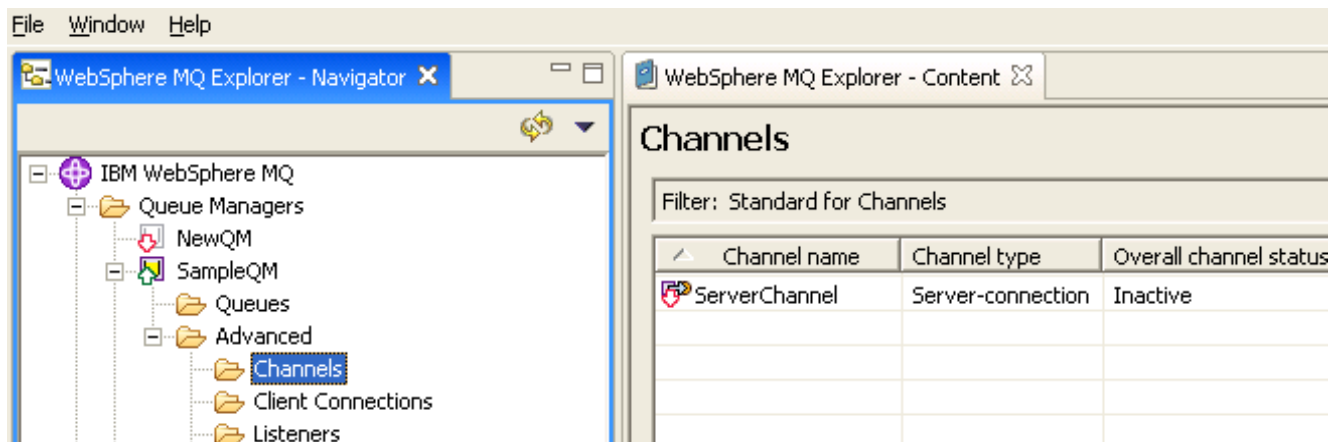 File Window Help
WebSphere MQ Explorer - Navigator
WebSphere MQ Explorer - Content
IBM WebSphere MQ
Queue Managers
NewQM
SampleQM
Queues
Advanced
Channels
Client Connections
Listeners
Channels
Filter: Standard for Channels
Channel name Channel type Overall channel status
ServerChannel Server-connection Inactive